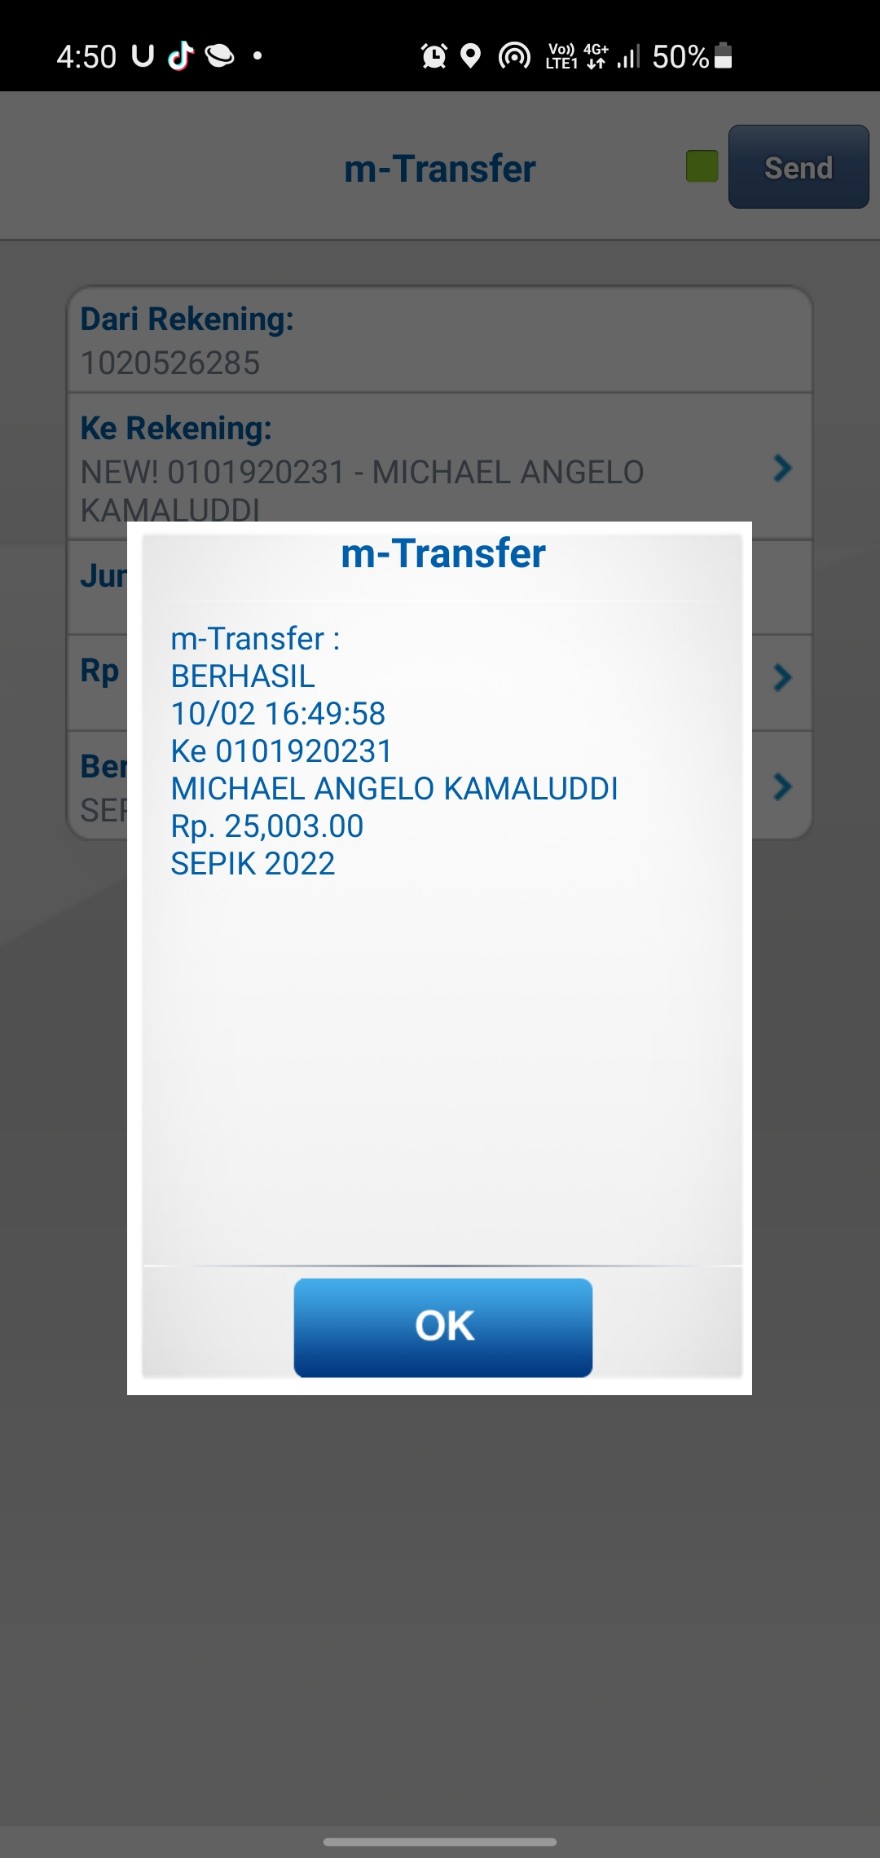 4:50
Vo)) 4G+
LTE1
50%
m-Transfer
Send
Dari Rekening:
1020526285
Ke Rekening:
NEW! 0101920231 - MICHAEL ANGELO
KAMALUDDI
Jur
Rp
Ber
SEP
m-Transfer
m-Transfer :
BERHASIL
10/02 16:49:58
Ke 0101920231
MICHAEL ANGELO KAMALUDDI
Rp. 25,003.00
SEPIK 2022
OK